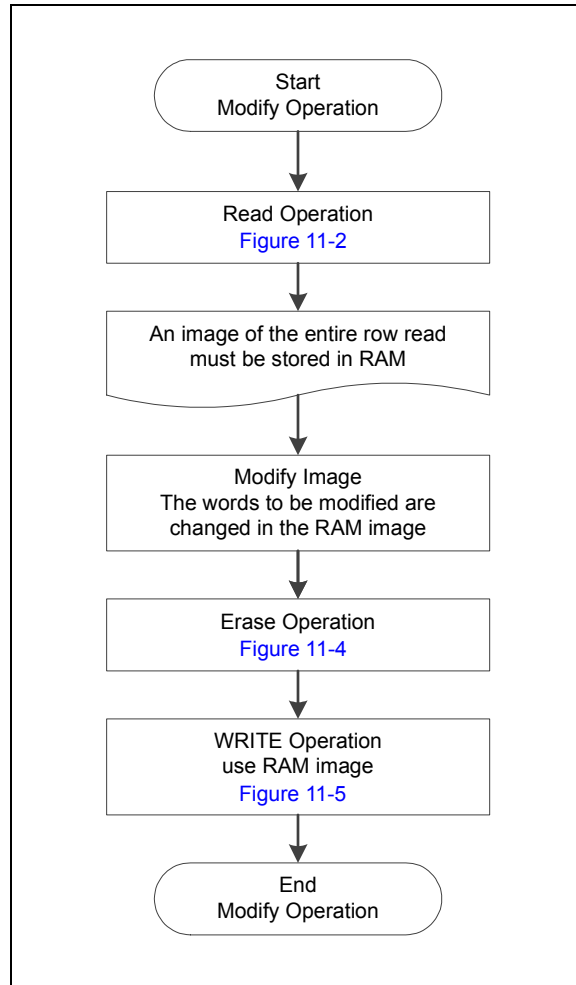 Start
Modify Operation
Read Operation
Figure 11-2
An image of the entire row read
must be stored in RAM
Modify Image
The words to be modified are
changed in the RAM image
Erase Operation
Figure 11-4
WRITE Operation
use RAM image
Figure 11-5
End
Modify Operation